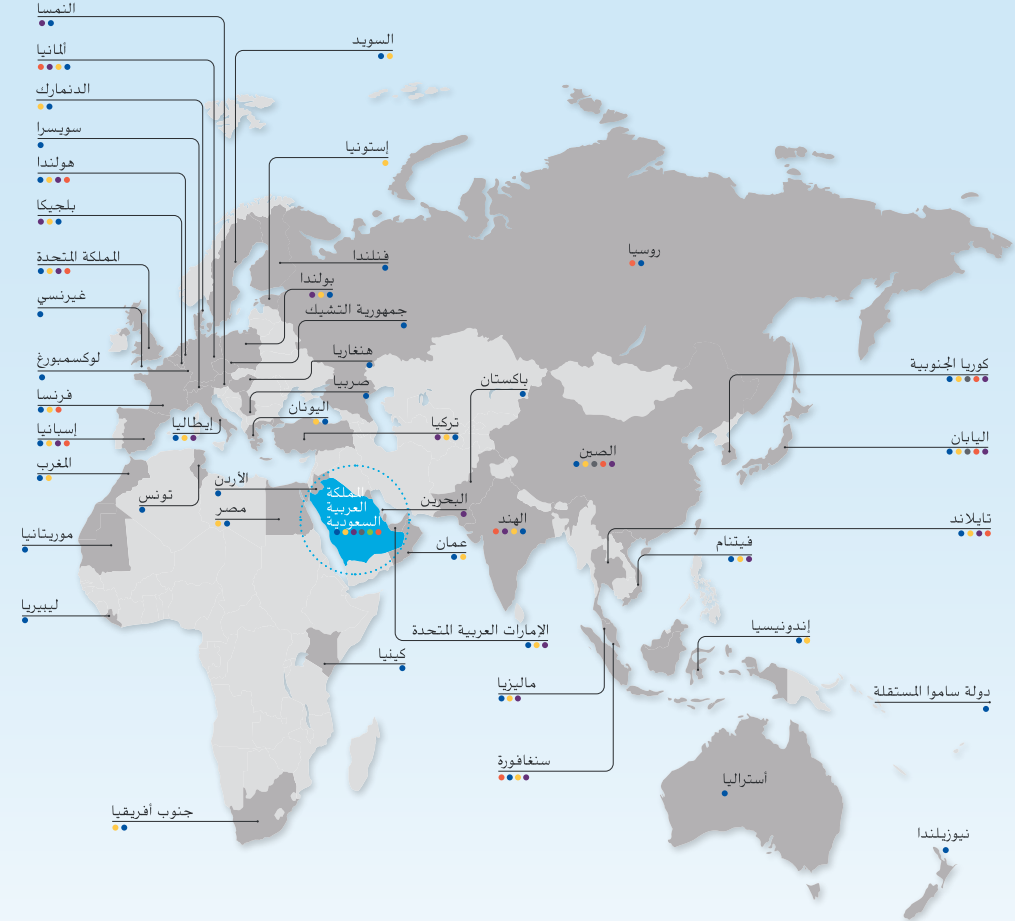 النمسا
ألمانيا
الدنمارك
سويسرا
هولندا
بلجيكا
المملكة المتحدة
غيرنسي
لوكسمبورغ
فرنسا
إسبانيا
المغرب
موريتانيا
ليبيريا
جنوب أفريقيا
السويد
إستونيا
فنلندا
بولندا
جمهورية التشيك
هنغاريا
صربيا
اليونان
إيطاليا
تركيا
باكستان
تونس
الأردن
مصر
المملكة
العربية
السعودية
البحرين
عمان
الإمارات العربية المتحدة
كينيا
روسيا
الصين
الهند
كوريا الجنوبية
اليابان
تايلاند
فيتنام
إندونيسيا
ماليزيا
سنغافورة
دولة ساموا المستقلة
أستراليا
نيوزيلندا